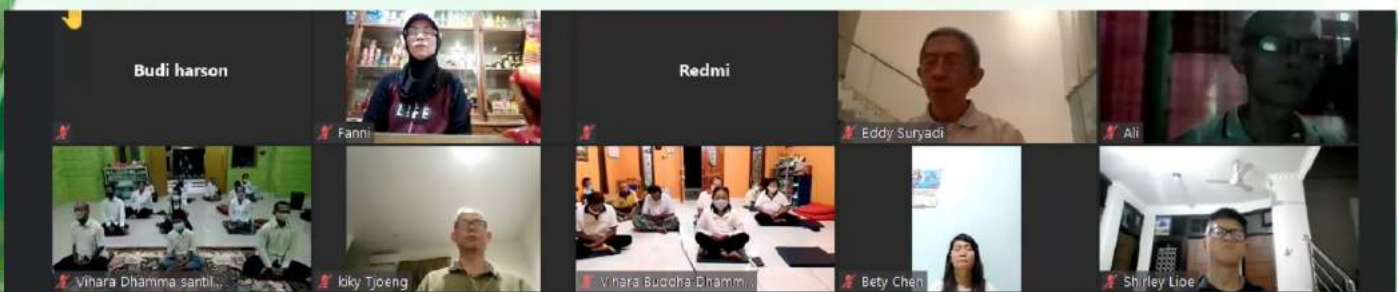 Budi harson
LIFE
Fanni
Redmi
Eddy Suryadi
Ali
Vihara Dhamma santil...
kiky Tjoeng
Vihara Buddha Dhamm...
Bety Chen
Shirley Lioe